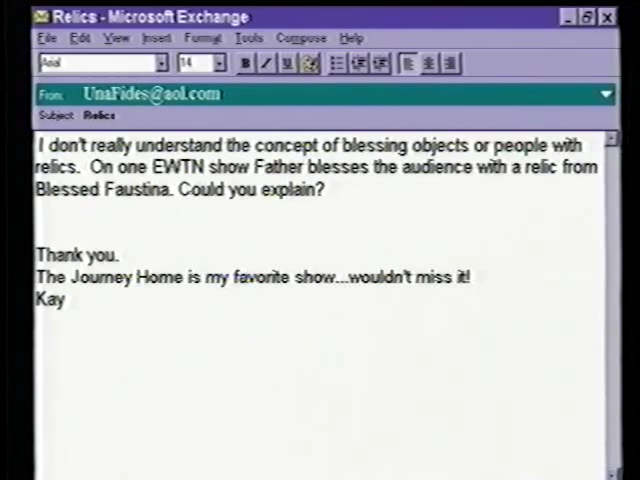 Relics - Microsoft Exchange
File Edit View Insert Format Tools Compose Help
Arial 14 B I U
From: UnaFides@aol.com
Subject: Relics
I don't really understand the concept of blessing objects or people with
relics. On one EWTN show Father blesses the audience with a relic from
Blessed Faustina. Could you explain?
Thank you.
The Journey Home is my favorite show...wouldn't miss it!
Kay